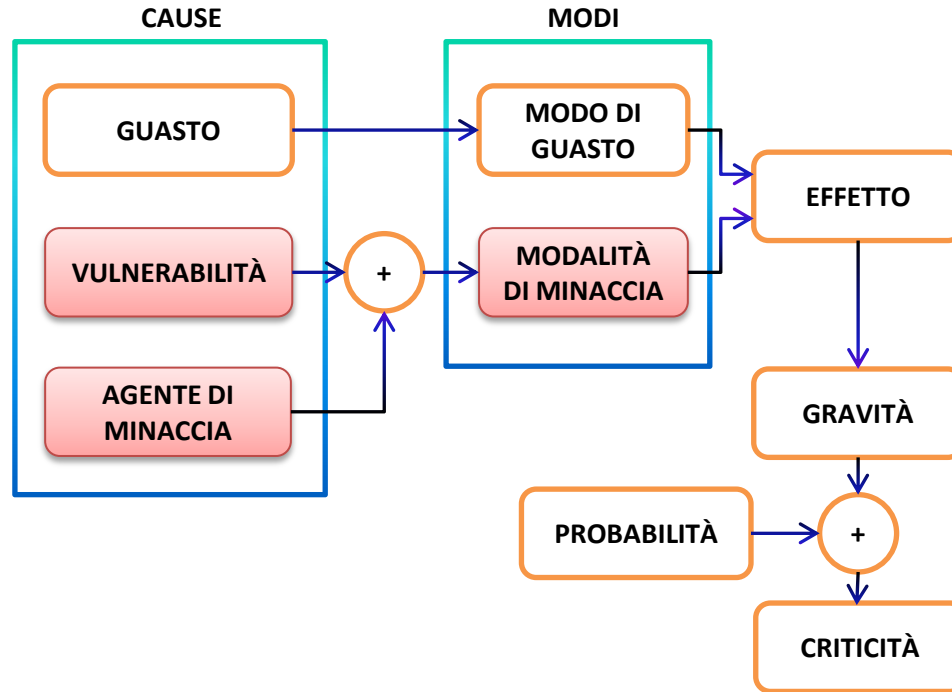 CAUSE
MODI
GUASTO
MODO DI
GUASTO
EFFETTO
VULNERABILITÀ
+
MODALITÀ
DI MINACCIA
AGENTE DI
MINACCIA
GRAVITÀ
PROBABILITÀ
+
CRITICITÀ